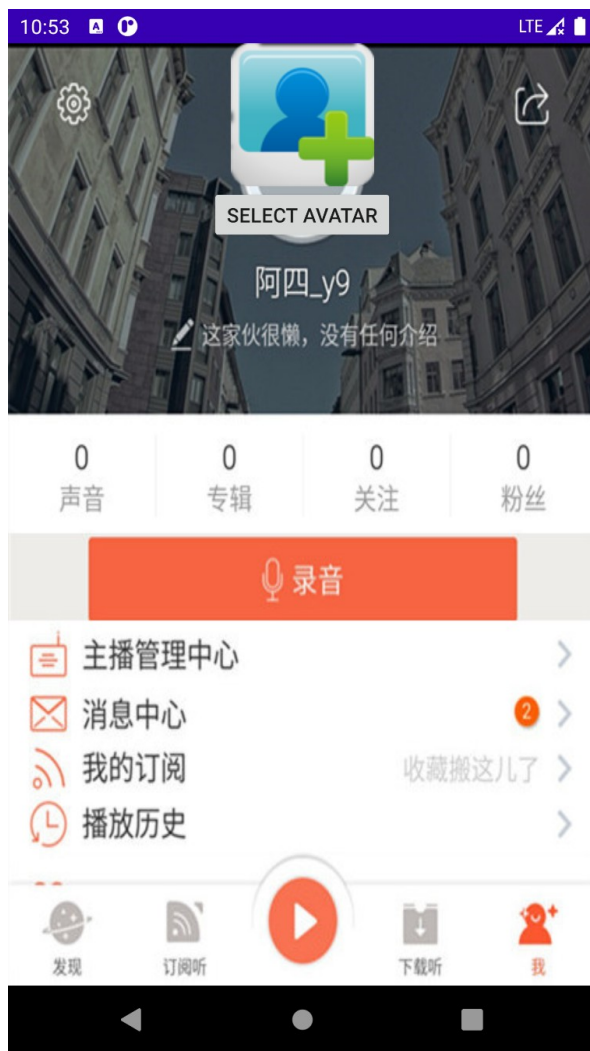 10:53 A LTE
SELECT AVATAR
阿四_y9
这家伙很懒，没有任何介绍
0 0 0 0
声音 专辑 关注 粉丝
录音
主播管理中心
消息中心 2
我的订阅 收藏搬这儿了
播放历史
发现 订阅听 下载听 我